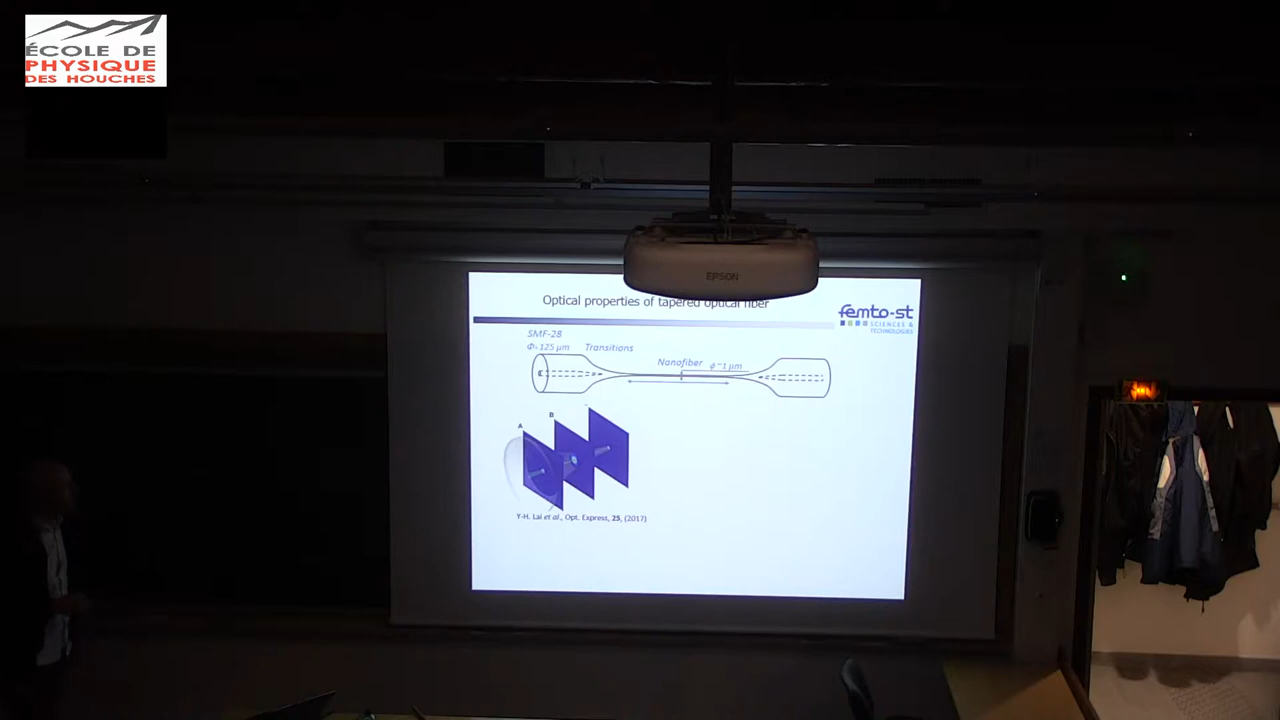 ÉCOLE DE
PHYSIQUE
DES HOUCHES
EPSON
Optical properties of tapered optical fiber
femto-st
SCIENCES &
TECHNOLOGIES
SMF-28
Φ~125 μm
Transitions
Nanofiber
ϕ ~1 μm
A
B
Y-H. Lai et al., Opt. Express, 25, (2017)